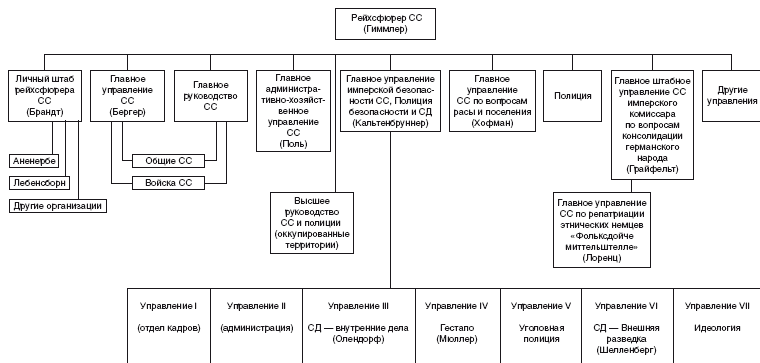 Рейхсфюрер СС
(Гиммлер)
Личный штаб
рейхсфюрера
СС
(Брандт)
Главное
управление
СС
(Бергер)
Главное
руководство
СС
Главное
администра-
тивно-хозяйст-
венное
управление
СС
(Поль)
Главное управление
имперской безопас-
ности СС, Полиция
безопасности и СД
(Кальтенбруннер)
Главное
управление
СС по вопросам
расы и поселения
(Хофман)
Полиция
Главное штабное
управление СС
имперского
комиссара
по вопросам
консолидации
германского
народа
(Грайфельт)
Другие
управления
Аненербе
Лебенсборн
Другие организации
Общие СС
Войска СС
Высшее
руководство
СС и полиции
(оккупированные
территории)
Главное управление
СС по репатриации
этнических немцев
«Фольксдойче
миттельштелле»
(Лоренц)
Управление I
(отдел кадров)
Управление II
(администрация)
Управление III
СД — внутренние дела
(Олендорф)
Управление IV
Гестапо
(Мюллер)
Управление V
Уголовная
полиция
Управление VI
СД — Внешняя
разведка
(Шелленберг)
Управление VII
Идеология